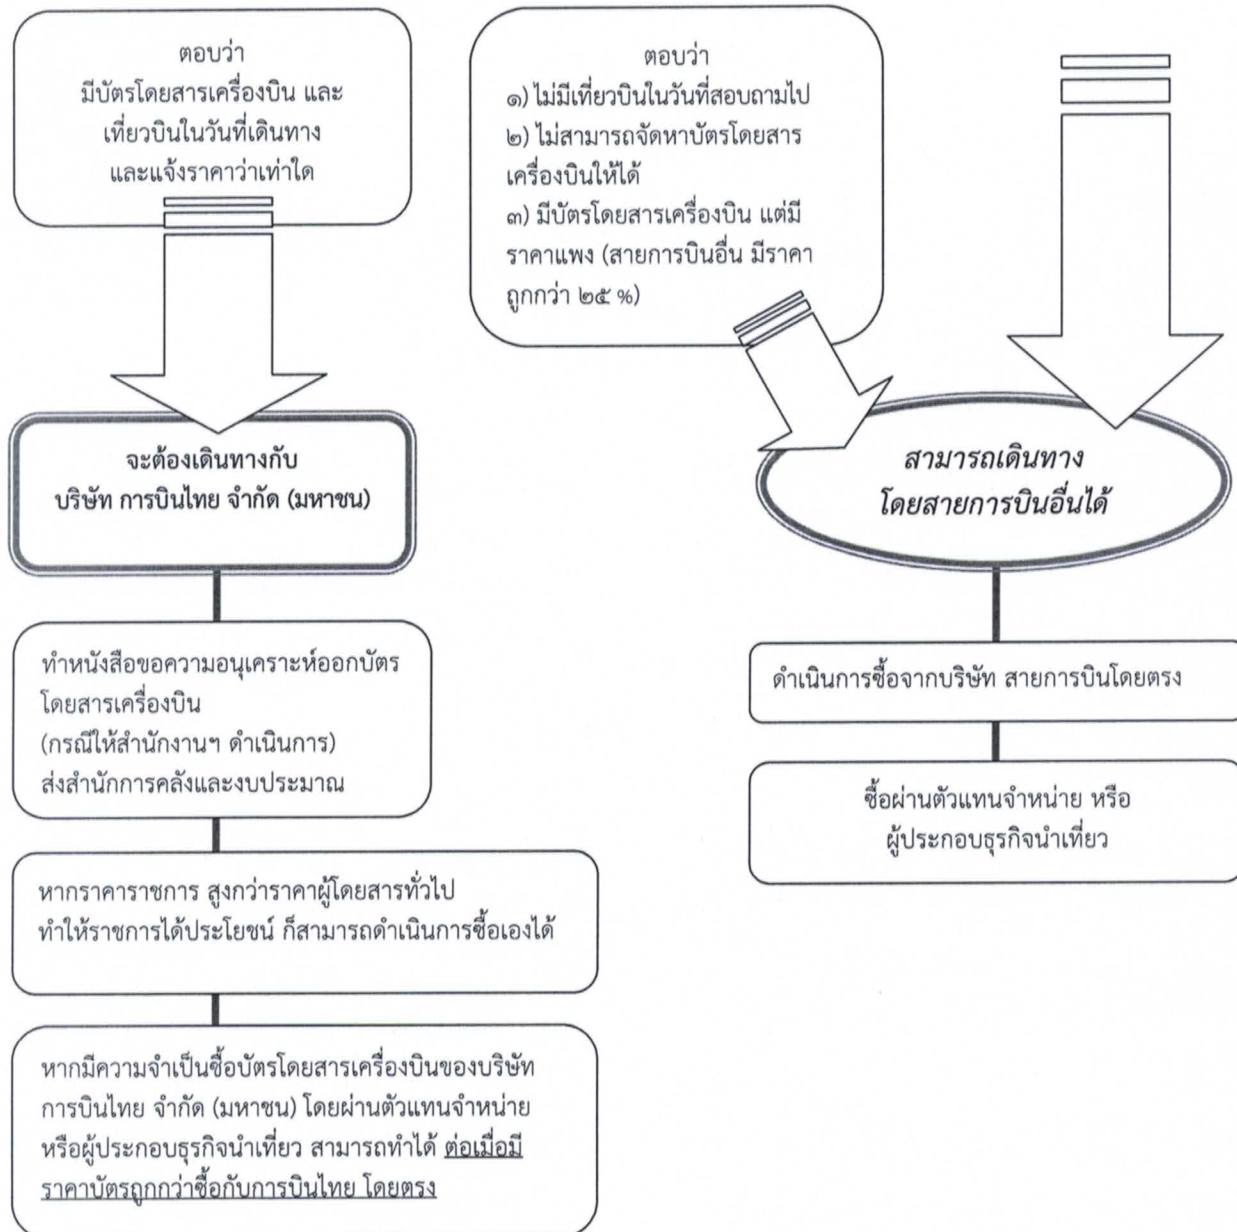 ตอบว่า
มีบัตรโดยสารเครื่องบิน และ
เที่ยวบินในวันที่เดินทาง
และแจ้งราคาว่าเท่าใด
ตอบว่า
๑) ไม่มีเที่ยวบินในวันที่สอบถามไป
๒) ไม่สามารถจัดหาบัตรโดยสาร
เครื่องบินให้ได้
๓) มีบัตรโดยสารเครื่องบิน แต่มี
ราคาแพง (สายการบินอื่น มีราคา
ถูกกว่า ๒๕ %)
จะต้องเดินทางกับ
บริษัท การบินไทย จำกัด (มหาชน)
สามารถเดินทาง
โดยสายการบินอื่นได้
ทำหนังสือขอความอนุเคราะห์ออกบัตร
โดยสารเครื่องบิน
(กรณีให้สำนักงานฯ ดำเนินการ)
ส่งสำนักการคลังและงบประมาณ
ดำเนินการซื้อจากบริษัท สายการบินโดยตรง
ซื้อผ่านตัวแทนจำหน่าย หรือ
ผู้ประกอบธุรกิจนำเที่ยว
หากราคาราชการ สูงกว่าราคาผู้โดยสารทั่วไป
ทำให้ราชการได้ประโยชน์ ก็สามารถดำเนินการซื้อเองได้
หากมีความจำเป็นซื้อบัตรโดยสารเครื่องบินของบริษัท
การบินไทย จำกัด (มหาชน) โดยผ่านตัวแทนจำหน่าย
หรือผู้ประกอบธุรกิจนำเที่ยว สามารถทำได้ ต่อเมื่อมี
ราคาบัตรถูกกว่าซื้อกับการบินไทย โดยตรง